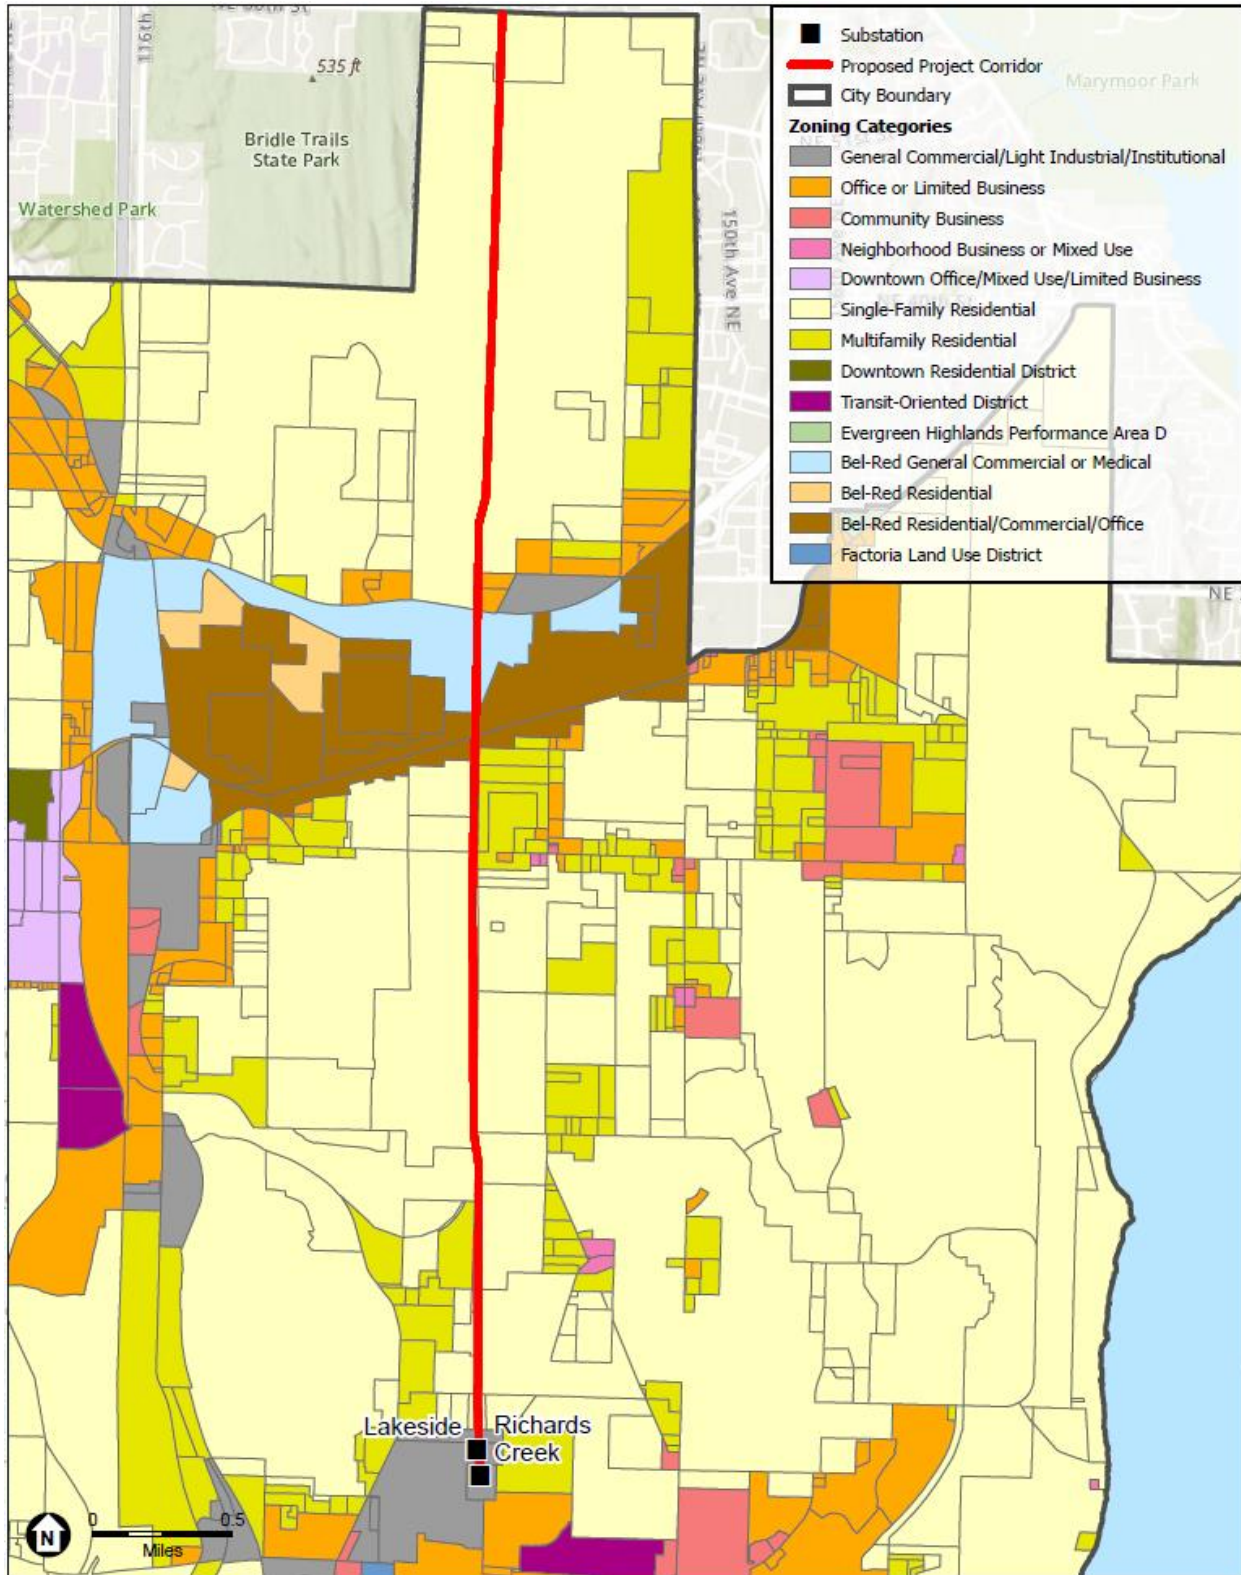 116th
535 ft
Bridle Trails
State Park
Watershed Park
150th Ave NE
Substation
Proposed Project Corridor
City Boundary
Marymoor Park
Zoning Categories
General Commercial/Light Industrial/Institutional
Office or Limited Business
Community Business
Neighborhood Business or Mixed Use
Downtown Office/Mixed Use/Limited Business
Single-Family Residential
Multifamily Residential
Downtown Residential District
Transit-Oriented District
Evergreen Highlands Performance Area D
Bel-Red General Commercial or Medical
Bel-Red Residential
Bel-Red Residential/Commercial/Office
Factoria Land Use District
NE
Lakeside
Richards
Creek
N
0 0.5
Miles